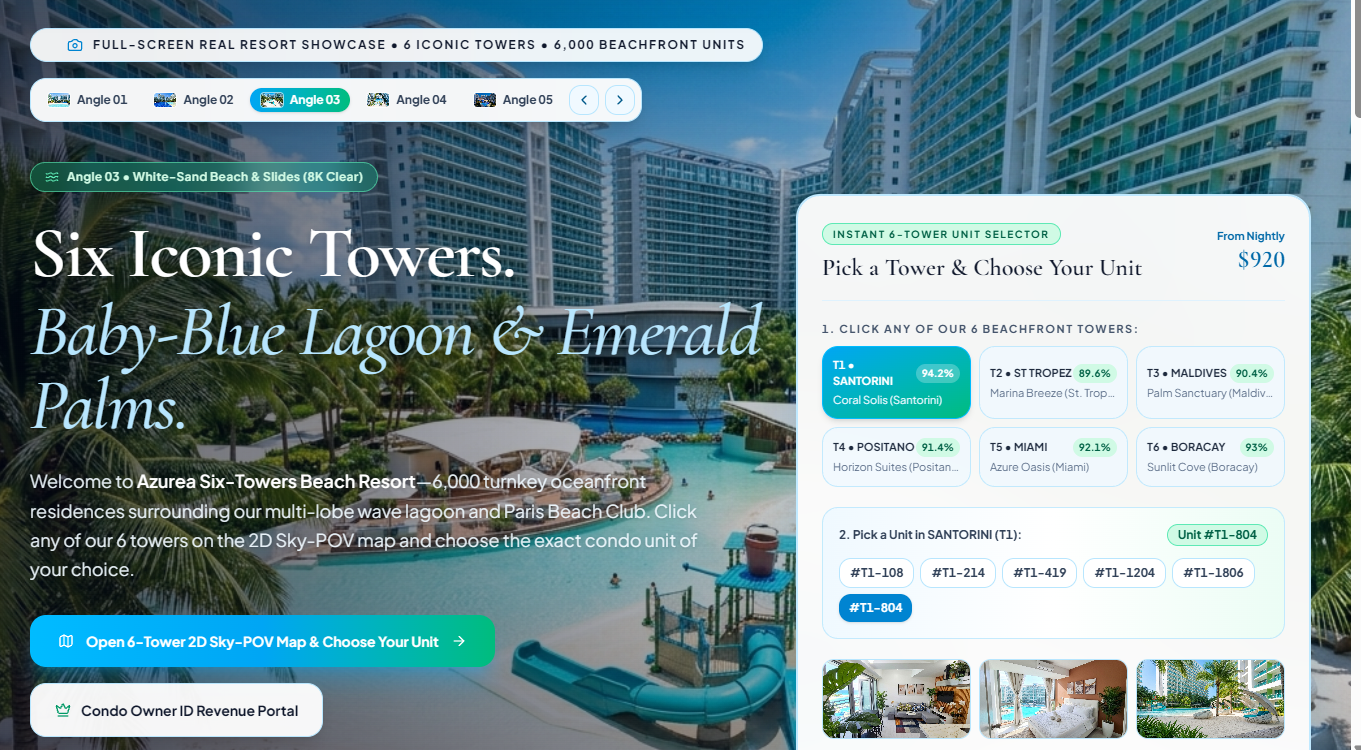 FULL-SCREEN REAL RESORT SHOWCASE • 6 ICONIC TOWERS • 6,000 BEACHFRONT UNITS
Angle 01
Angle 02
Angle 03
Angle 04
Angle 05
Angle 03 • White-Sand Beach & Slides (8K Clear)
Six Iconic Towers.
Baby-Blue Lagoon & Emerald
Palms.
Welcome to Azurea Six-Towers Beach Resort—6,000 turnkey oceanfront
residences surrounding our multi-lobe wave lagoon and Paris Beach Club. Click
any of our 6 towers on the 2D Sky-POV map and choose the exact condo unit of
your choice.
Open 6-Tower 2D Sky-POV Map & Choose Your Unit
Condo Owner ID Revenue Portal
INSTANT 6-TOWER UNIT SELECTOR
Pick a Tower & Choose Your Unit
From Nightly
$920
1. CLICK ANY OF OUR 6 BEACHFRONT TOWERS:
T1 •
SANTORINI
94.2%
Coral Solis (Santorini)
T2 • ST TROPEZ
89.6%
Marina Breeze (St. Trop...
T3 • MALDIVES
90.4%
Palm Sanctuary (Maldiv...
T4 • POSITANO
91.4%
Horizon Suites (Positan...
T5 • MIAMI
92.1%
Azure Oasis (Miami)
T6 • BORACAY
93%
Sunlit Cove (Boracay)
2. Pick a Unit in SANTORINI (T1):
Unit #T1-804
#T1-108
#T1-214
#T1-419
#T1-1204
#T1-1806
#T1-804